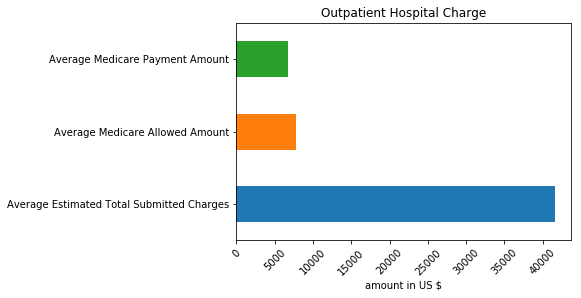 Outpatient Hospital Charge
Average Medicare Payment Amount
Average Medicare Allowed Amount
Average Estimated Total Submitted Charges
0 5000 10000 15000 20000 25000 30000 35000 40000
amount in US $